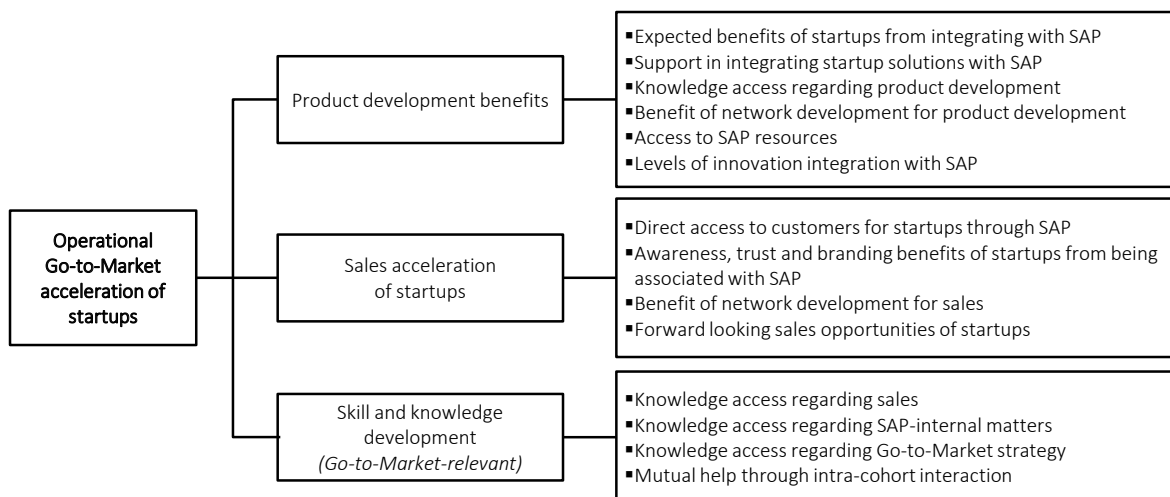 Operational
Go-to-Market
acceleration of
startups
Product development benefits
▪Expected benefits of startups from integrating with SAP
▪Support in integrating startup solutions with SAP
▪Knowledge access regarding product development
▪Benefit of network development for product development
▪Access to SAP resources
▪Levels of innovation integration with SAP
Sales acceleration
of startups
▪Direct access to customers for startups through SAP
▪Awareness, trust and branding benefits of startups from being
associated with SAP
▪Benefit of network development for sales
▪Forward looking sales opportunities of startups
Skill and knowledge
development
(Go-to-Market-relevant)
▪Knowledge access regarding sales
▪Knowledge access regarding SAP-internal matters
▪Knowledge access regarding Go-to-Market strategy
▪Mutual help through intra-cohort interaction